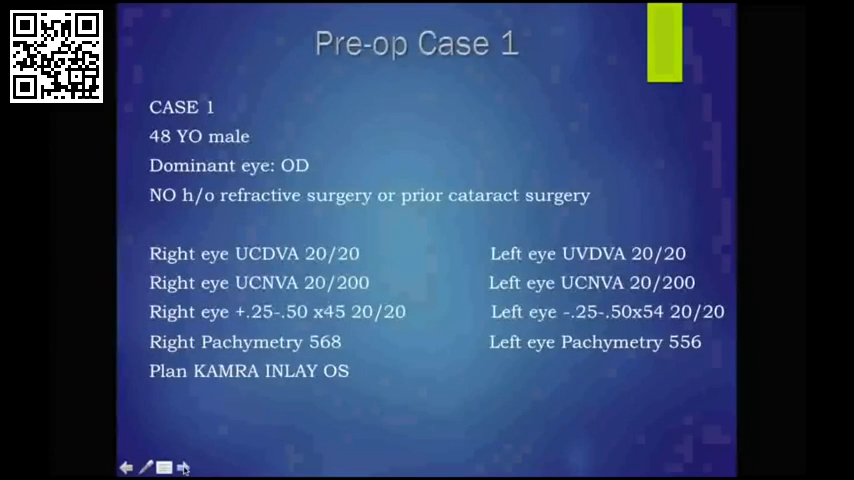 Pre-op Case 1
CASE 1
48 YO male
Dominant eye: OD
NO h/o refractive surgery or prior cataract surgery
Right eye UCDVA 20/20 Left eye UVDVA 20/20
Right eye UCNVA 20/200 Left eye UCNVA 20/200
Right eye +.25-.50 x45 20/20 Left eye -.25-.50x54 20/20
Right Pachymetry 568 Left eye Pachymetry 556
Plan KAMRA INLAY OS